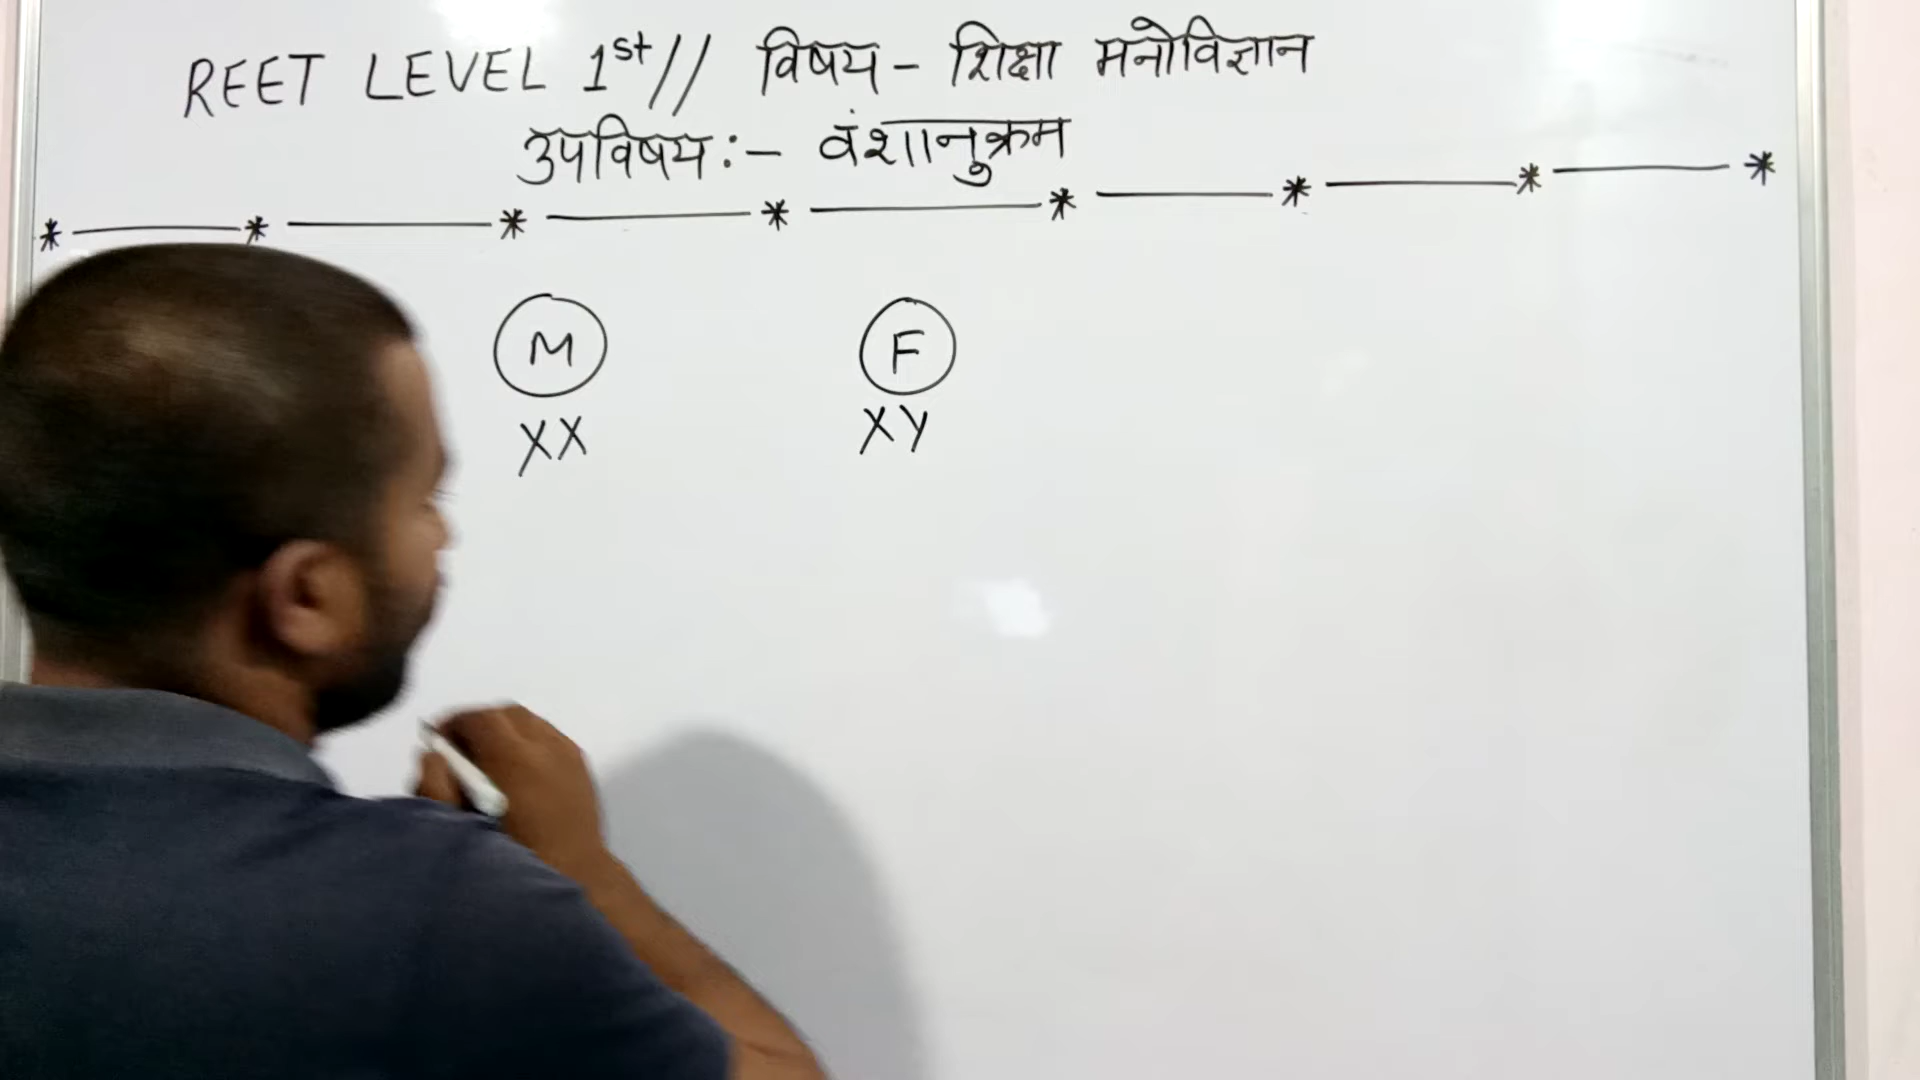 REET LEVEL 1st // विषय - शिक्षा मनोविज्ञान
उपविषय :- वंशानुक्रम
M F
XX XY